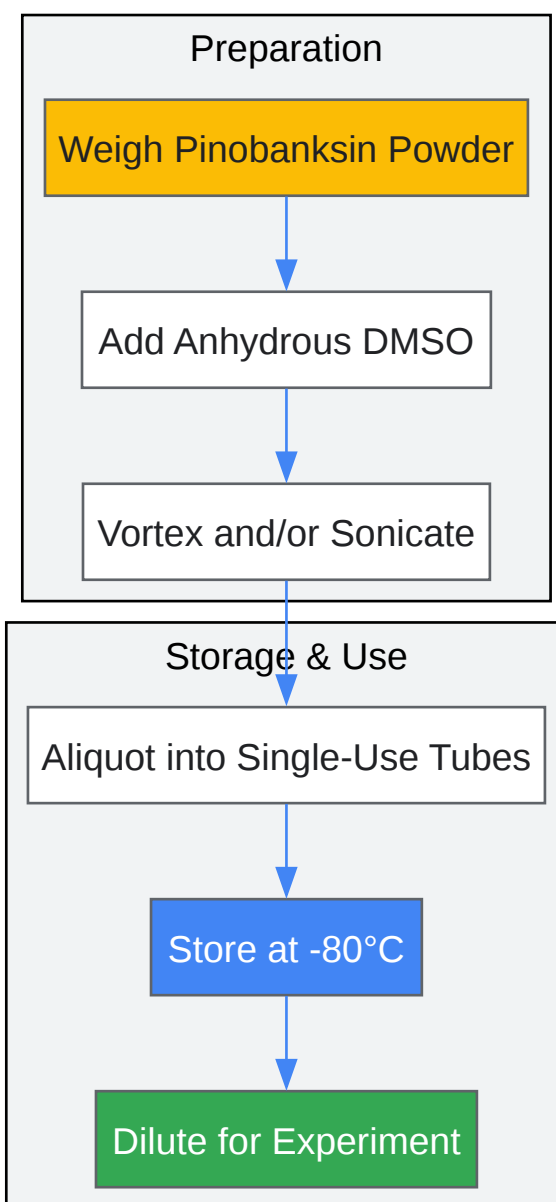 Preparation
Weigh Pinobanksin Powder
Add Anhydrous DMSO
Vortex and/or Sonicate
Storage & Use
Aliquot into Single-Use Tubes
Store at -80°C
Dilute for Experiment